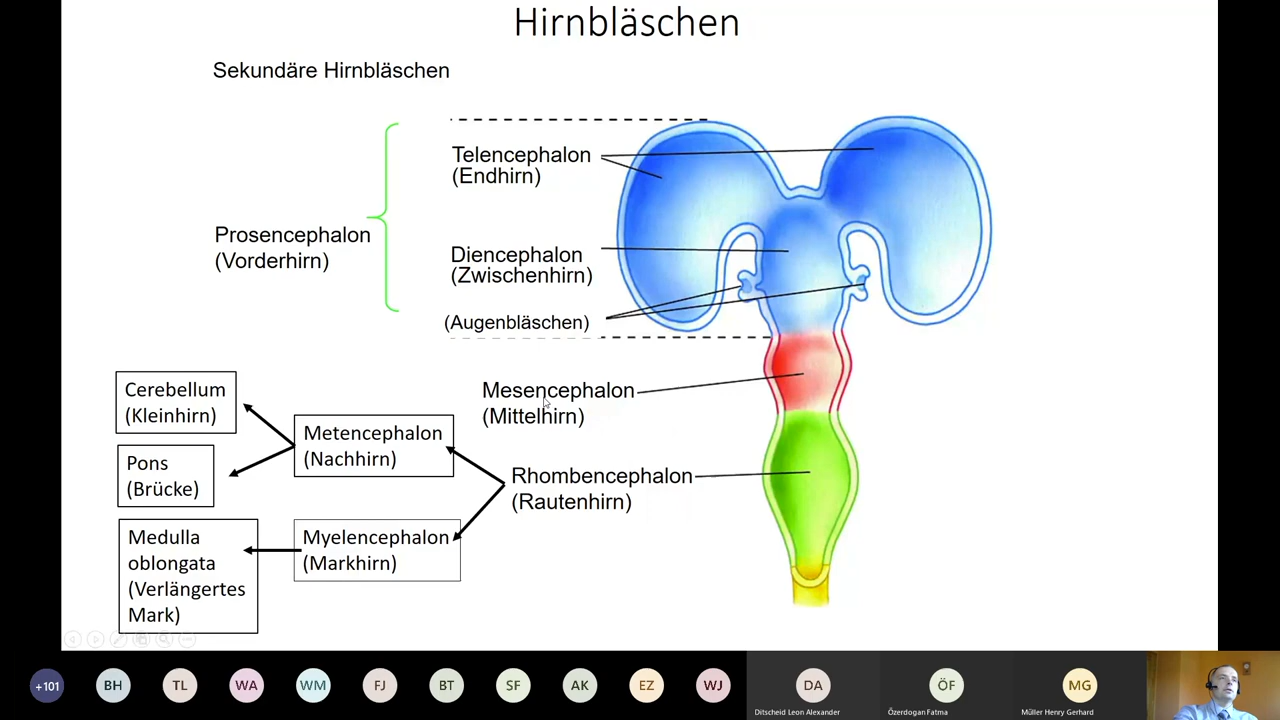 Hirnbläschen
Sekundäre Hirnbläschen
Telencephalon
(Endhirn)
Prosencephalon
(Vorderhirn)
Diencephalon
(Zwischenhirn)
(Augenbläschen)
Mesencephalon
(Mittelhirn)
Cerebellum
(Kleinhirn)
Metencephalon
(Nachhirn)
Pons
(Brücke)
Rhombencephalon
(Rautenhirn)
Medulla
oblongata
(Verlängertes
Mark)
Myelencephalon
(Markhirn)
+101
BH
TL
WA
WM
FJ
BT
SF
AK
EZ
WJ
DA
ÖF
MG
Ditscheid Leon Alexander
Özerdogan Fatma
Müller Henry Gerhard